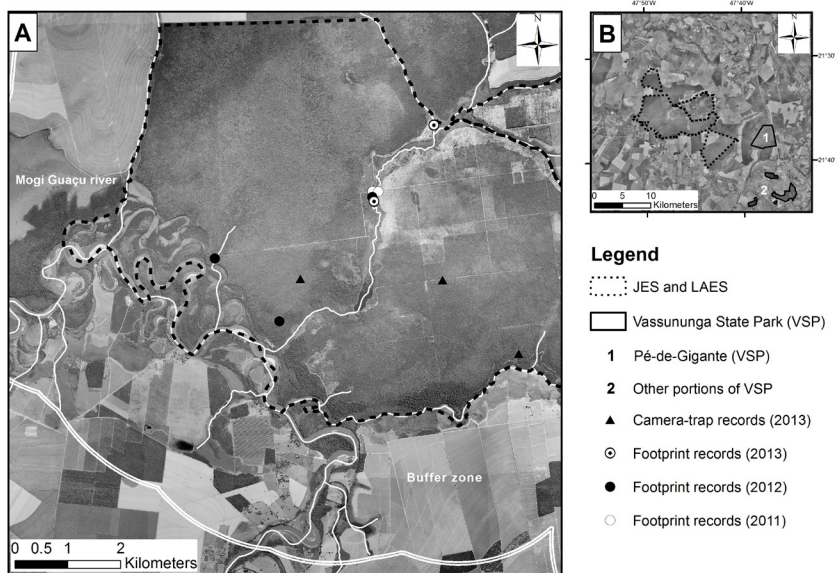 A
N
Mogi Guaçu river
Buffer zone
0 0.5 1 2
Kilometers
47°50'W 47°40'W
B
N
21°30'
21°40'
1
2
0 5 10
Kilometers
Legend
JES and LAES
Vassununga State Park (VSP)
1 Pé-de-Gigante (VSP)
2 Other portions of VSP
Camera-trap records (2013)
Footprint records (2013)
Footprint records (2012)
Footprint records (2011)